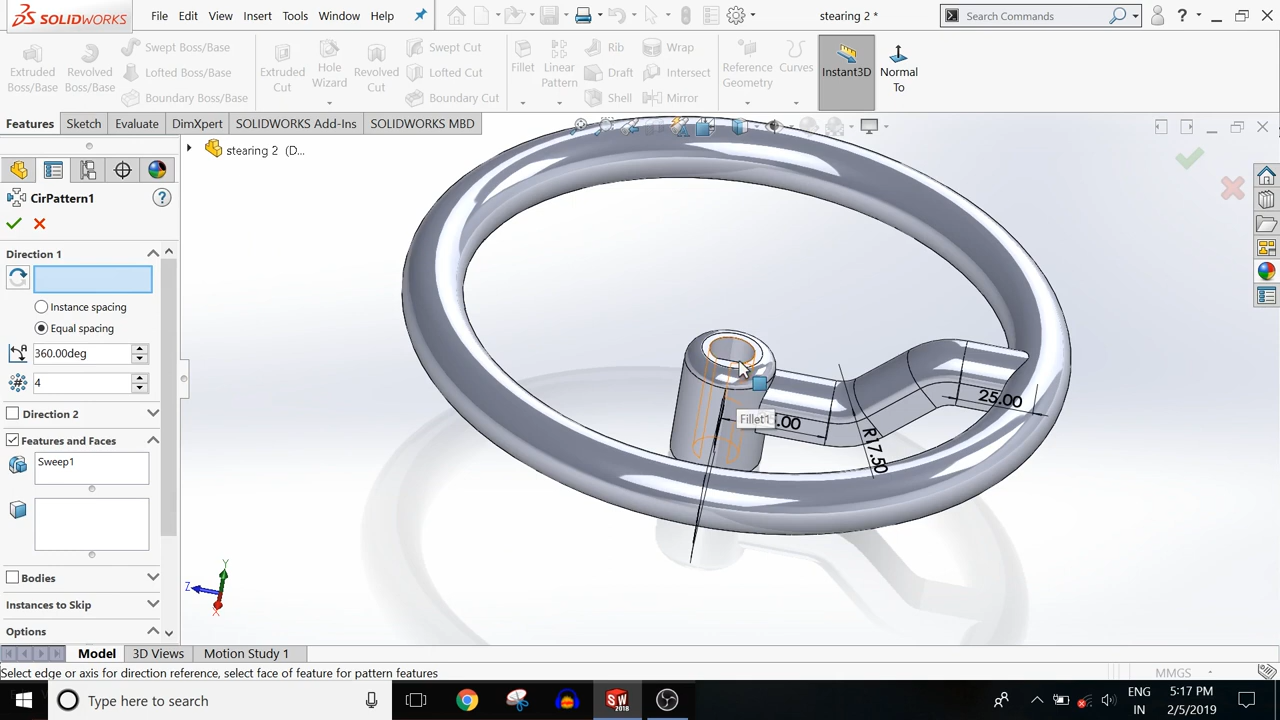 SOLIDWORKS File Edit View Insert Tools Window Help stearing 2 * Search Commands ?
Extruded Boss/Base Revolved Boss/Base Swept Boss/Base Lofted Boss/Base Boundary Boss/Base Extruded Cut Hole Wizard Revolved Cut Swept Cut Lofted Cut Boundary Cut Fillet Linear Pattern Rib Draft Shell Wrap Intersect Mirror Reference Geometry Curves Instant3D Normal To
Features Sketch Evaluate DimXpert SOLIDWORKS Add-Ins SOLIDWORKS MBD
stearing 2 (D...
CirPattern1 ?
Direction 1
Instance spacing
Equal spacing
360.00deg
4
Direction 2
Features and Faces
Sweep1
Bodies
Instances to Skip
Options
25.00
Fillet1
.00
R17.50
Y
Z
X
Model 3D Views Motion Study 1
Select edge or axis for direction reference, select face of feature for pattern features MMGS
Type here to search SW 2018 ENG IN 5:17 PM 2/5/2019